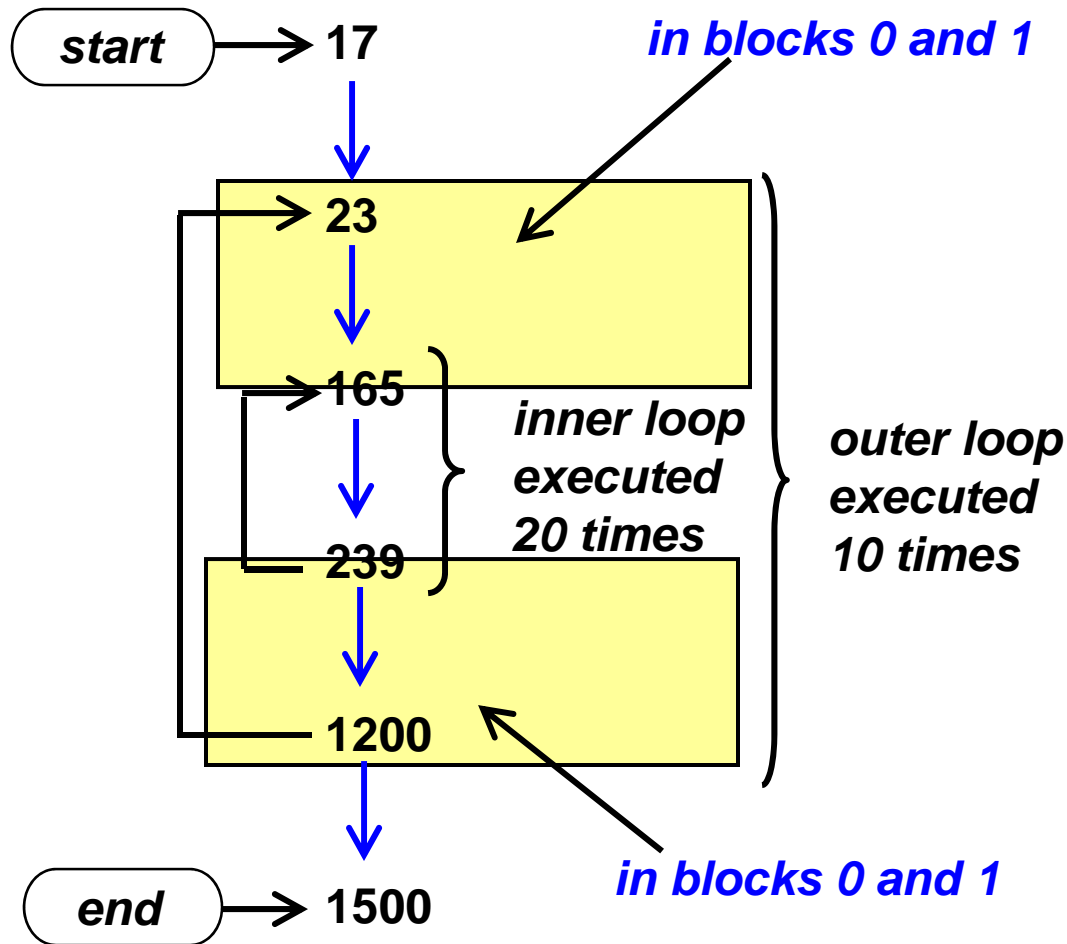 start
17
in blocks 0 and 1
23
165
inner loop
executed
20 times
outer loop
executed
10 times
239
1200
in blocks 0 and 1
end
1500